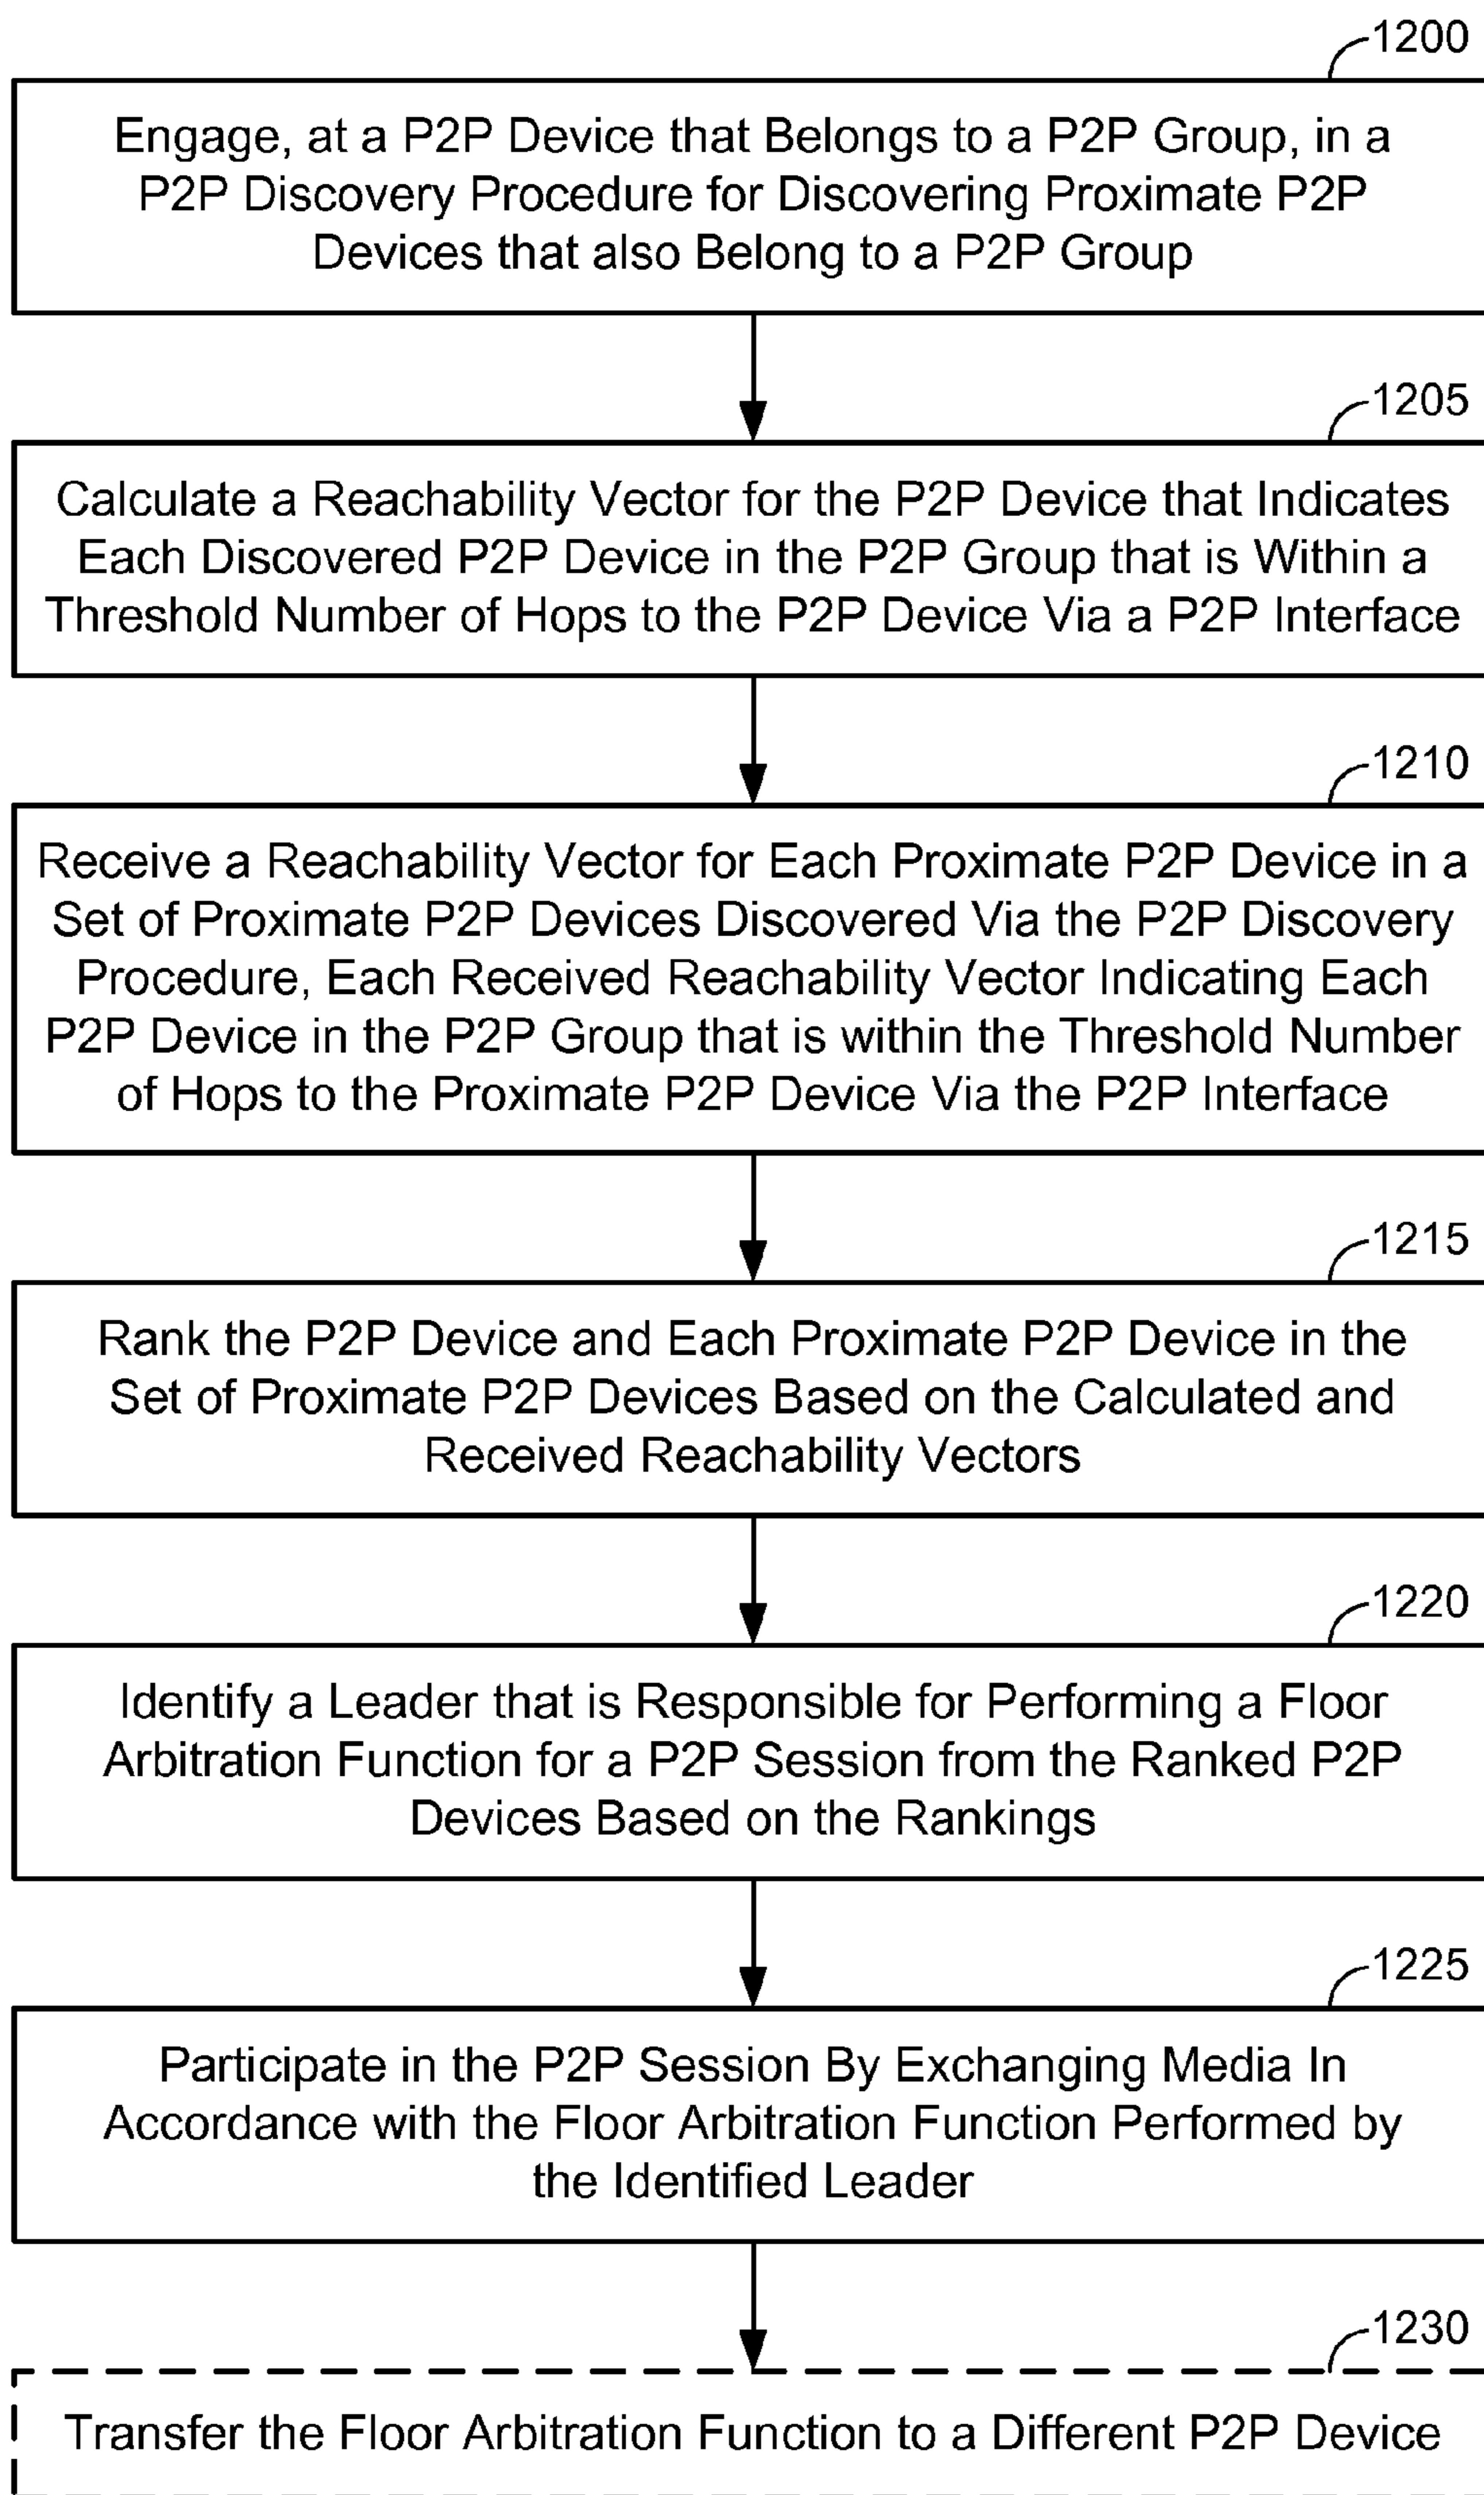 1200
Engage, at a P2P Device that Belongs to a P2P Group, in a
P2P Discovery Procedure for Discovering Proximate P2P
Devices that also Belong to a P2P Group
1205
Calculate a Reachability Vector for the P2P Device that Indicates
Each Discovered P2P Device in the P2P Group that is Within a
Threshold Number of Hops to the P2P Device Via a P2P Interface
1210
Receive a Reachability Vector for Each Proximate P2P Device in a
Set of Proximate P2P Devices Discovered Via the P2P Discovery
Procedure, Each Received Reachability Vector Indicating Each
P2P Device in the P2P Group that is within the Threshold Number
of Hops to the Proximate P2P Device Via the P2P Interface
1215
Rank the P2P Device and Each Proximate P2P Device in the
Set of Proximate P2P Devices Based on the Calculated and
Received Reachability Vectors
1220
Identify a Leader that is Responsible for Performing a Floor
Arbitration Function for a P2P Session from the Ranked P2P
Devices Based on the Rankings
1225
Participate in the P2P Session By Exchanging Media In
Accordance with the Floor Arbitration Function Performed by
the Identified Leader
1230
Transfer the Floor Arbitration Function to a Different P2P Device